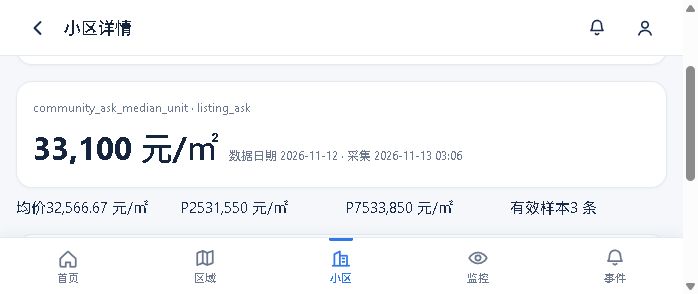 小区详情
community_ask_median_unit · listing_ask
33,100 元/㎡ 数据日期 2026-11-12 · 采集 2026-11-13 03:06
均价32,566.67 元/㎡ P2531,550 元/㎡ P7533,850 元/㎡ 有效样本3 条
首页 区域 小区 监控 事件